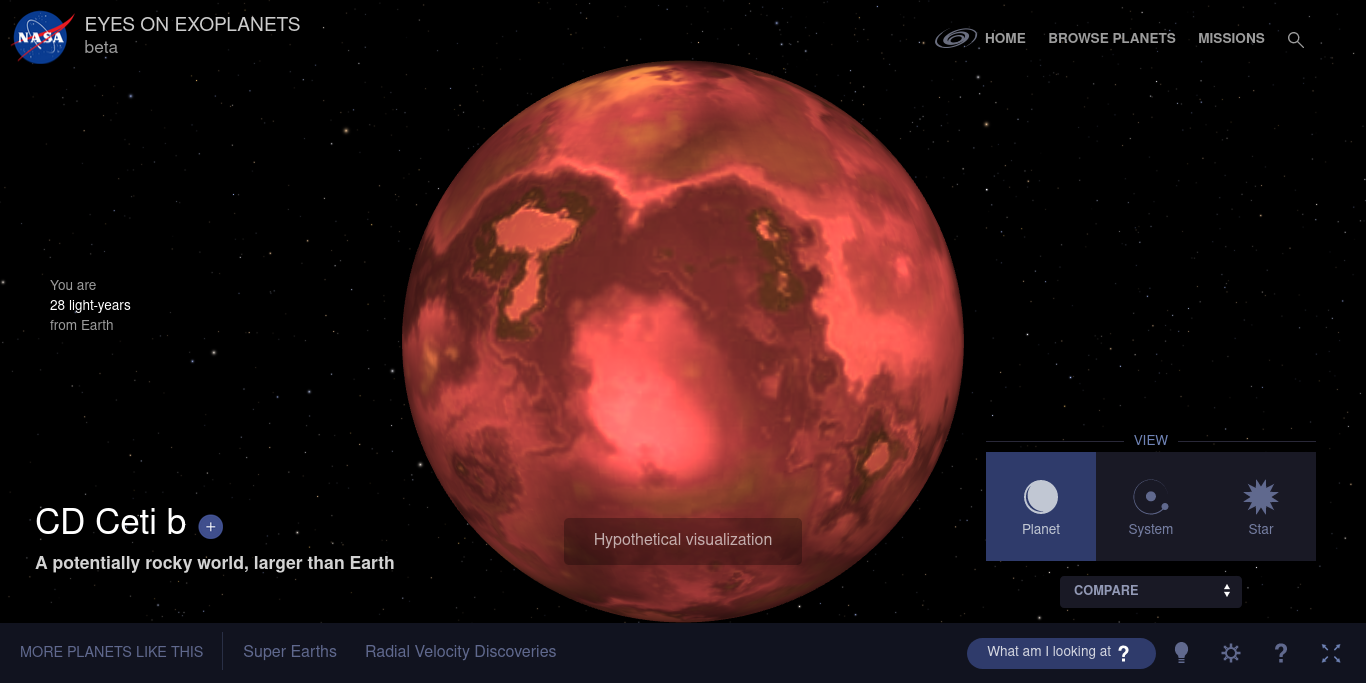 NASA
EYES ON EXOPLANETS
beta
HOME
BROWSE PLANETS
MISSIONS
You are
28 light-years
from Earth
CD Ceti b +
A potentially rocky world, larger than Earth
Hypothetical visualization
VIEW
Planet
System
Star
COMPARE
MORE PLANETS LIKE THIS
Super Earths
Radial Velocity Discoveries
What am I looking at ?
?